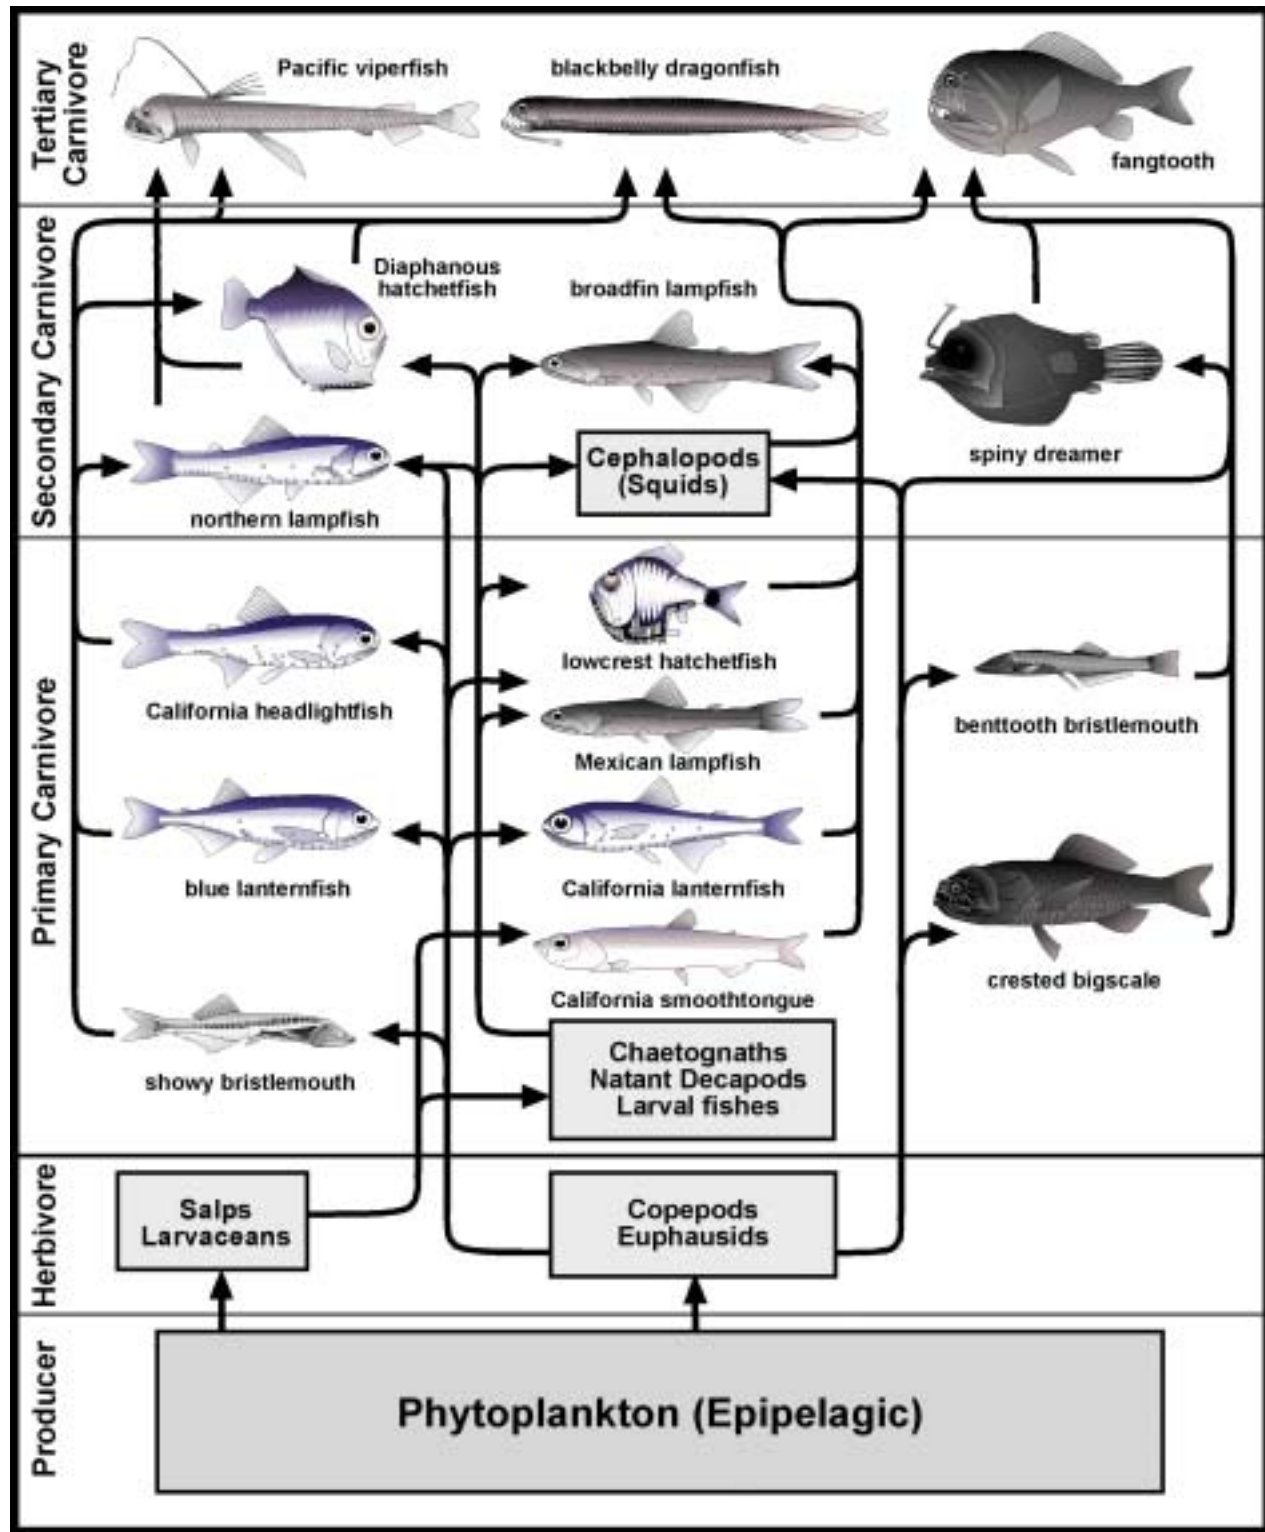 Tertiary
Carnivore
Pacific viperfish
blackbelly dragonfish
fangtooth
Secondary Carnivore
Diaphanous
hatchetfish
broadfin lampfish
spiny dreamer
Cephalopods
(Squids)
northern lampfish
Primary Carnivore
lowcrest hatchetfish
California headlightfish
benttooth bristlemouth
Mexican lampfish
blue lanternfish
California lanternfish
crested bigscale
California smoothtongue
showy bristlemouth
Chaetognaths
Natant Decapods
Larval fishes
Herbivore
Salps
Larvaceans
Copepods
Euphausids
Producer
Phytoplankton (Epipelagic)